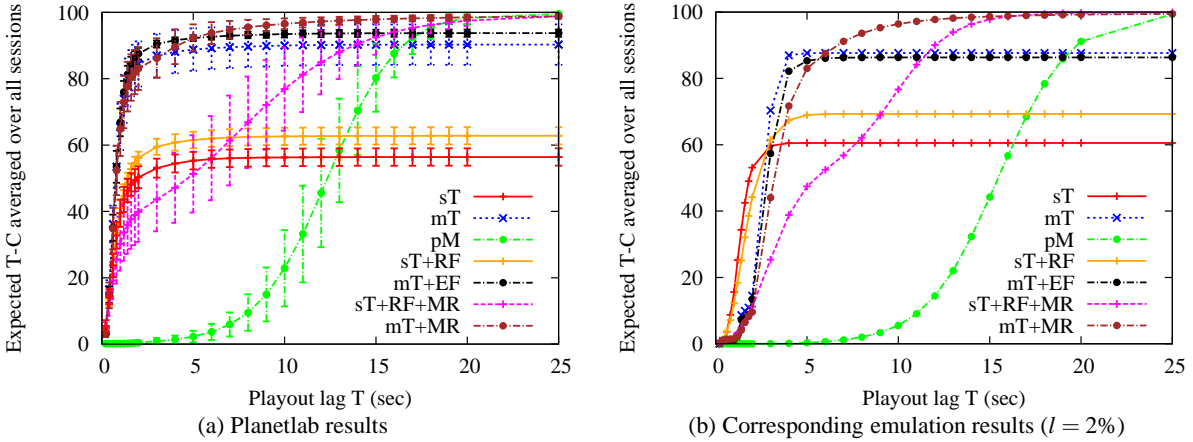 Expected T-C averaged over all sessions
100
80
60
40
20
0
0 5 10 15 20 25
Playout lag T (sec)
sT
mT
pM
sT+RF
mT+EF
sT+RF+MR
mT+MR
(a) Planetlab results
Expected T-C averaged over all sessions
100
80
60
40
20
0
0 5 10 15 20 25
Playout lag T (sec)
sT
mT
pM
sT+RF
mT+EF
sT+RF+MR
mT+MR
(b) Corresponding emulation results (l = 2%)